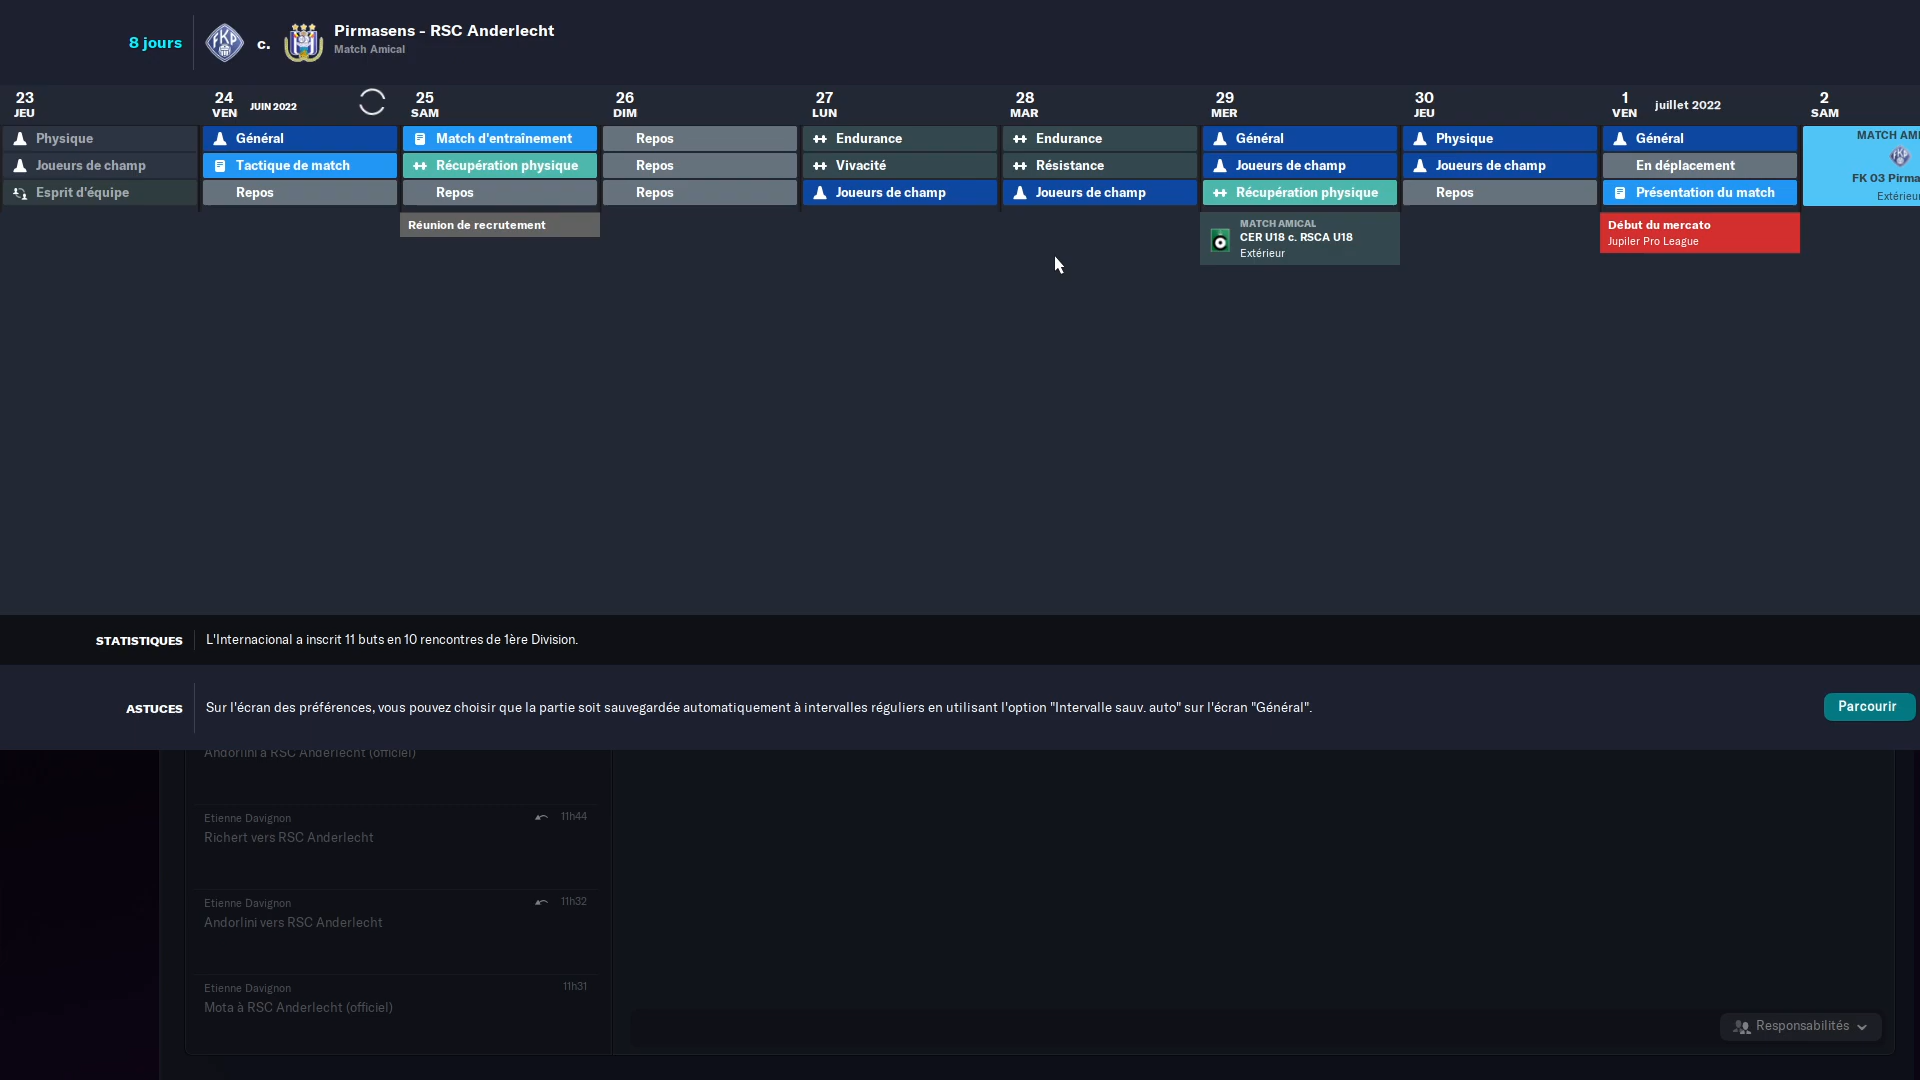 8 jours
c.
Pirmasens - RSC Anderlecht
Match Amical
23
JEU
24
VEN
JUIN 2022
25
SAM
26
DIM
27
LUN
28
MAR
29
MER
30
JEU
1
VEN
juillet 2022
2
SAM
Physique
Joueurs de champ
Esprit d'équipe
Général
Tactique de match
Repos
Match d'entraînement
Récupération physique
Repos
Réunion de recrutement
Repos
Repos
Repos
Endurance
Vivacité
Joueurs de champ
Endurance
Résistance
Joueurs de champ
Général
Joueurs de champ
Récupération physique
MATCH AMICAL
CER U18 c. RSCA U18
Extérieur
Physique
Joueurs de champ
Repos
Général
En déplacement
Présentation du match
Début du mercato
Jupiler Pro League
MATCH AMI
FK 03 Pirma
Extérieur
STATISTIQUES
L'Internacional a inscrit 11 buts en 10 rencontres de 1ère Division.
ASTUCES
Sur l'écran des préférences, vous pouvez choisir que la partie soit sauvegardée automatiquement à intervalles réguliers en utilisant l'option "Intervalle sauv. auto" sur l'écran "Général".
Parcourir
Andorlini à RSC Anderlecht (officiel)
Etienne Davignon
11h44
Richert vers RSC Anderlecht
Etienne Davignon
11h32
Andorlini vers RSC Anderlecht
Etienne Davignon
11h31
Mota à RSC Anderlecht (officiel)
Responsabilités